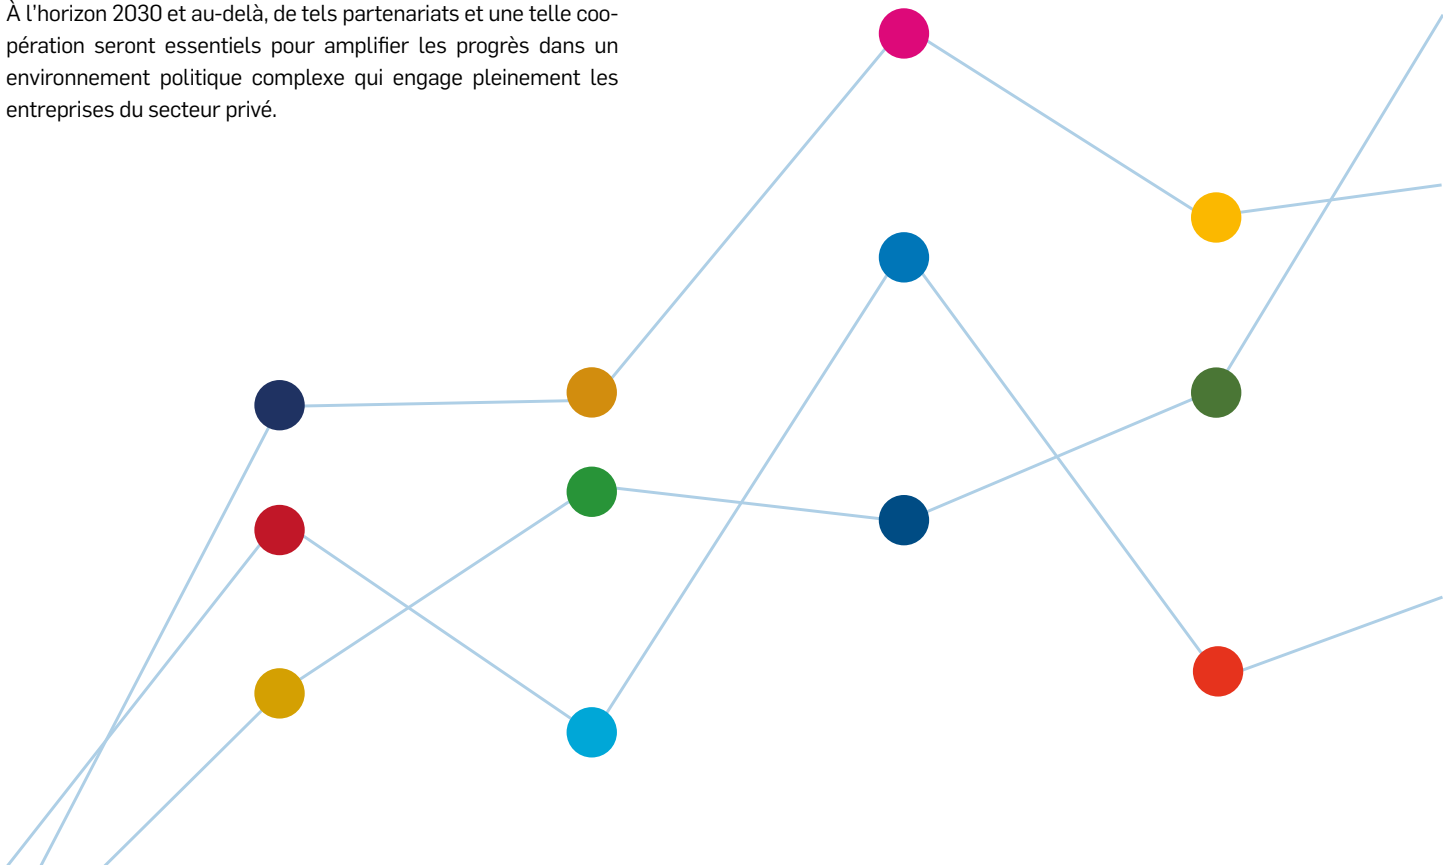 À l’horizon 2030 et au-delà, de tels partenariats et une telle coo-
pération seront essentiels pour amplifier les progrès dans un
environnement politique complexe qui engage pleinement les
entreprises du secteur privé.